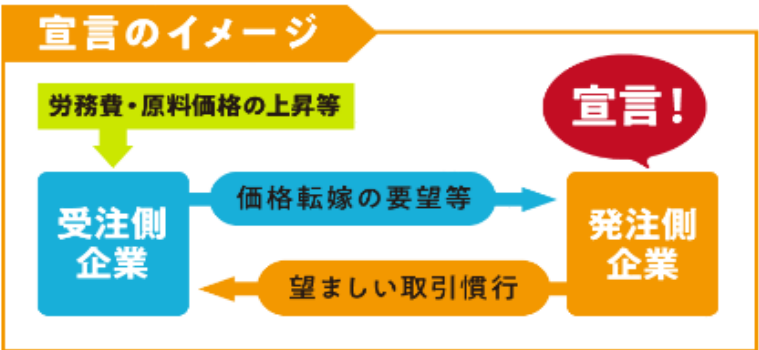 宣言のイメージ
労務費・原料価格の上昇等
宣言！
受注側
企業
価格転嫁の要望等
発注側
企業
望ましい取引慣行